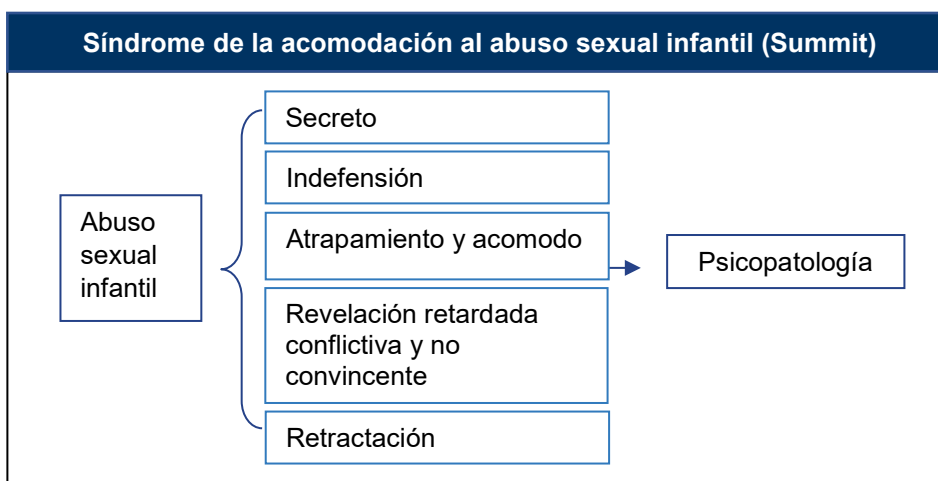 Síndrome de la acomodación al abuso sexual infantil (Summit)
Abuso
sexual
infantil
Secreto
Indefensión
Atrapamiento y acomodo
Revelación retardada
conflictiva y no
convincente
Retractación
Psicopatología